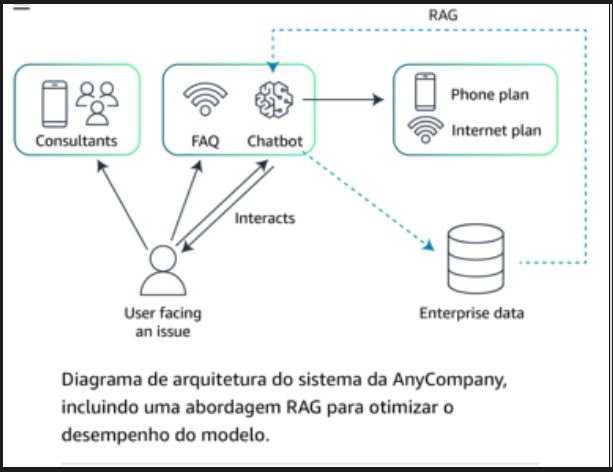 RAG
Consultants
FAQ
Chatbot
Phone plan
Internet plan
Interacts
User facing
an issue
Enterprise data
Diagrama de arquitetura do sistema da AnyCompany,
incluindo uma abordagem RAG para otimizar o
desempenho do modelo.